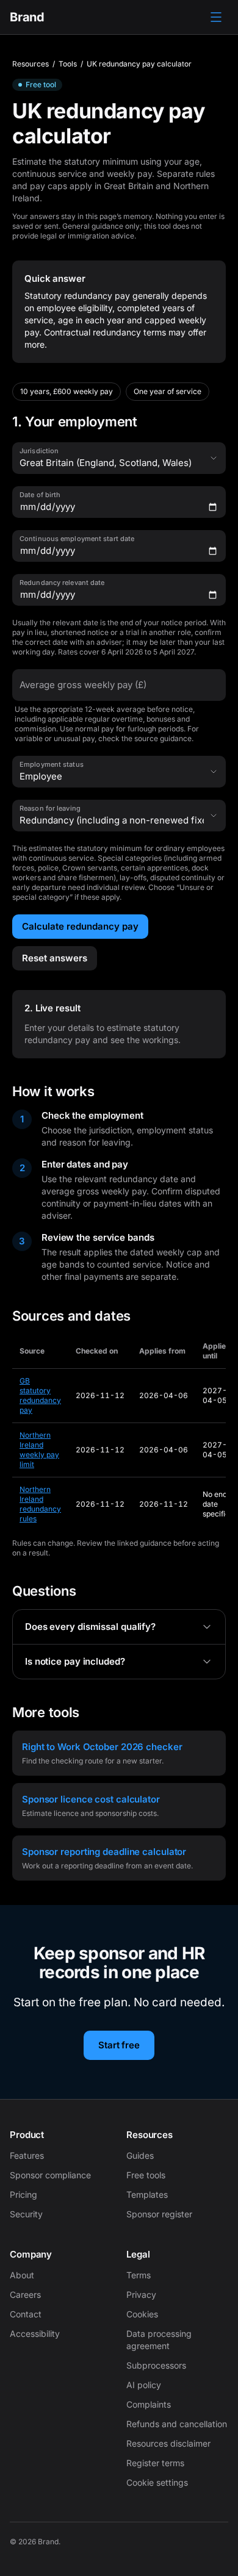 Brand
Resources / Tools / UK redundancy pay calculator
Free tool
UK redundancy pay
calculator
Estimate the statutory minimum using your age,
continuous service and weekly pay. Separate rules
and pay caps apply in Great Britain and Northern
Ireland.
Your answers stay in this page's memory. Nothing you enter is
saved or sent. General guidance only; this tool does not
provide legal or immigration advice.
Quick answer
Statutory redundancy pay generally depends
on employee eligibility, completed years of
service, age in each year and capped weekly
pay. Contractual redundancy terms may offer
more.
10 years, £600 weekly pay
One year of service
1. Your employment
Jurisdiction
Great Britain (England, Scotland, Wales)
Date of birth
mm/dd/yyyy
Continuous employment start date
mm/dd/yyyy
Redundancy relevant date
mm/dd/yyyy
Usually the relevant date is the end of your notice period. With
pay in lieu, shortened notice or a trial in another role, confirm
the correct date with an adviser; it may be later than your last
working day. Rates cover 6 April 2026 to 5 April 2027.
Average gross weekly pay (£)
Use the appropriate 12-week average before notice,
including applicable regular overtime, bonuses and
commission. Use normal pay for furlough periods. For
variable or unusual pay, check the source guidance.
Employment status
Employee
Reason for leaving
Redundancy (including a non-renewed fixe
This estimates the statutory minimum for ordinary employees
with continuous service. Special categories (including armed
forces, police, Crown servants, certain apprentices, dock
workers and share fishermen), lay-offs, disputed continuity or
early departure need individual review. Choose "Unsure or
special category" if these apply.
Calculate redundancy pay
Reset answers
2. Live result
Enter your details to estimate statutory
redundancy pay and see the workings.
How it works
1
Check the employment
Choose the jurisdiction, employment status
and reason for leaving.
2
Enter dates and pay
Use the relevant redundancy date and
average gross weekly pay. Confirm disputed
continuity or payment-in-lieu dates with an
adviser.
3
Review the service bands
The result applies the dated weekly cap and
age bands to counted service. Notice and
other final payments are separate.
Sources and dates
Source Checked on Applies from Applie
until
GB
statutory
redundancy
pay
2026-11-12 2026-04-06 2027-
04-05
Northern
Ireland
weekly pay
limit
2026-11-12 2026-04-06 2027-
04-05
Northern
Ireland
redundancy
rules
2026-11-12 2026-11-12 No end
date
specifi
Rules can change. Review the linked guidance before acting
on a result.
Questions
Does every dismissal qualify?
Is notice pay included?
More tools
Right to Work October 2026 checker
Find the checking route for a new starter.
Sponsor licence cost calculator
Estimate licence and sponsorship costs.
Sponsor reporting deadline calculator
Work out a reporting deadline from an event date.
Keep sponsor and HR
records in one place
Start on the free plan. No card needed.
Start free
Product
Features
Sponsor compliance
Pricing
Security
Resources
Guides
Free tools
Templates
Sponsor register
Company
About
Careers
Contact
Accessibility
Legal
Terms
Privacy
Cookies
Data processing
agreement
Subprocessors
AI policy
Complaints
Refunds and cancellation
Resources disclaimer
Register terms
Cookie settings
© 2026 Brand.